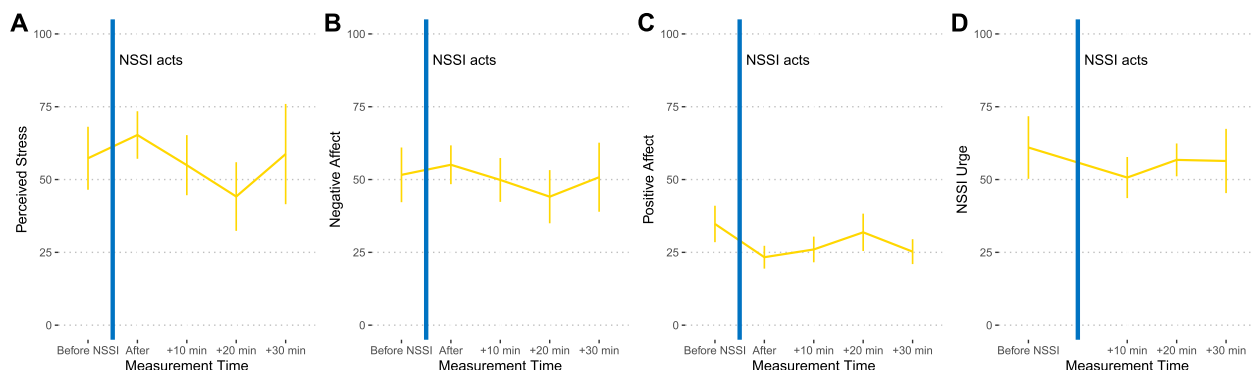 A
100
75
50
25
0
Perceived Stress
NSSI acts
Before NSSI After +10 min +20 min +30 min
Measurement Time
B
100
75
50
25
0
Negative Affect
NSSI acts
Before NSSI After +10 min +20 min +30 min
Measurement Time
C
100
75
50
25
0
Positive Affect
NSSI acts
Before NSSI After +10 min +20 min +30 min
Measurement Time
D
100
75
50
25
0
NSSI Urge
NSSI acts
Before NSSI +10 min +20 min +30 min
Measurement Time